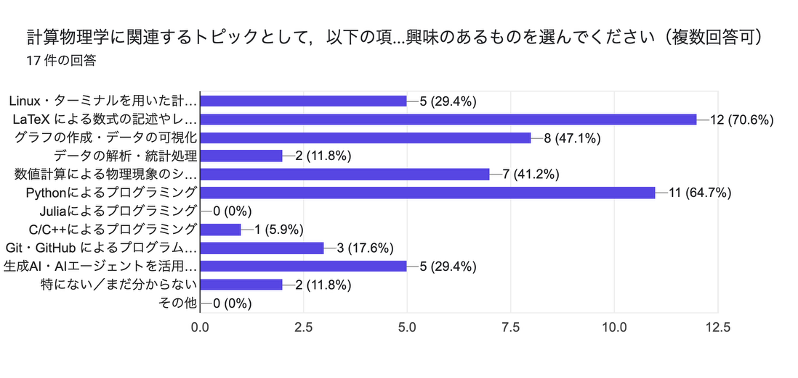 計算物理学に関連するトピックとして，以下の項...興味のあるものを選んでください（複数回答可）
17 件の回答
Linux・ターミナルを用いた計… 5 (29.4%)
LaTeX による数式の記述やレ… 12 (70.6%)
グラフの作成・データの可視化 8 (47.1%)
データの解析・統計処理 2 (11.8%)
数値計算による物理現象のシ… 7 (41.2%)
Pythonによるプログラミング 11 (64.7%)
Juliaによるプログラミング 0 (0%)
C/C++によるプログラミング 1 (5.9%)
Git・GitHub によるプログラム… 3 (17.6%)
生成AI・AIエージェントを活用… 5 (29.4%)
特にない／まだ分からない 2 (11.8%)
その他 0 (0%)
0.0 2.5 5.0 7.5 10.0 12.5